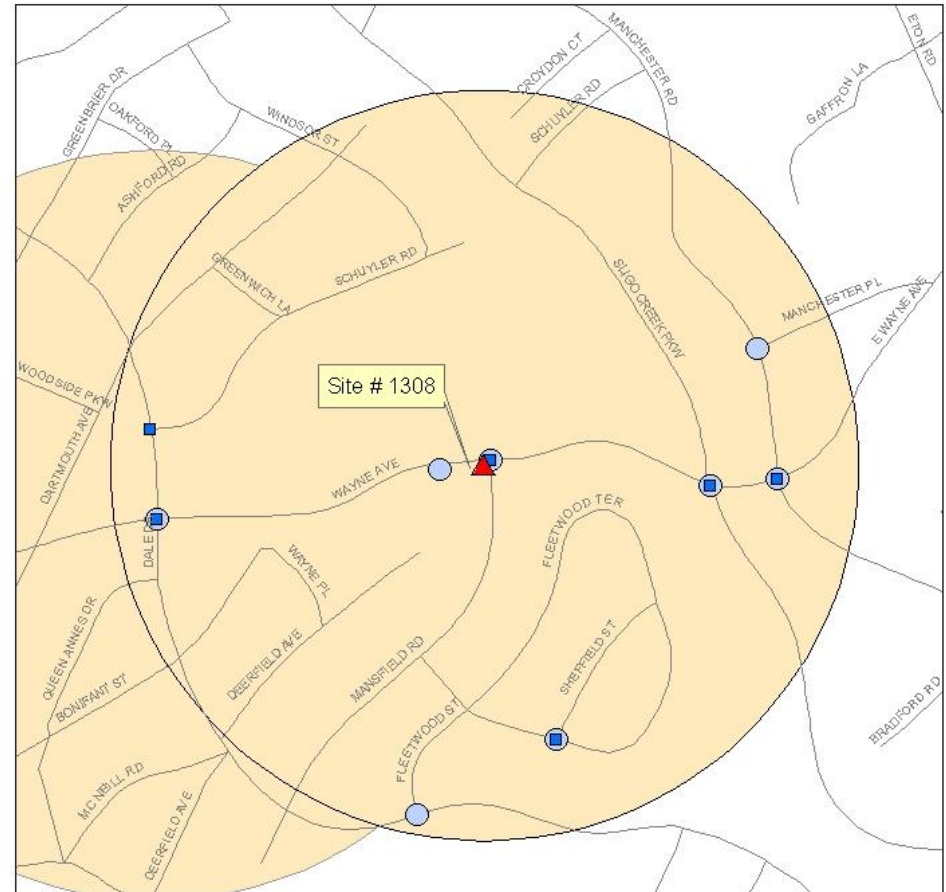 ETON RD
MANCHESTER RD
CROYDON CT
SCHUYLER RD
SAFFRON LA
GREENBRIER DR
OAKFORD PL
WINDSOR ST
ASHFORD RD
GREENWICH LA
SCHUYLER RD
SLIGO CREEK PKW
MANCHESTER PL
E WAYNE AVE
WOODSIDE PKW
Site # 1308
DARTMOUTH AVE
WAYNE AVE
FLEETWOOD TER
DALE
WAYNE PL
QUEEN ANNES DR
DEERFIELD AVE
BONIFANT ST
MANSFIELD RD
SHEFFIELD ST
BRADFORD RD
FLEETWOOD ST
MC NEILL RD
DEERFIELD AVE